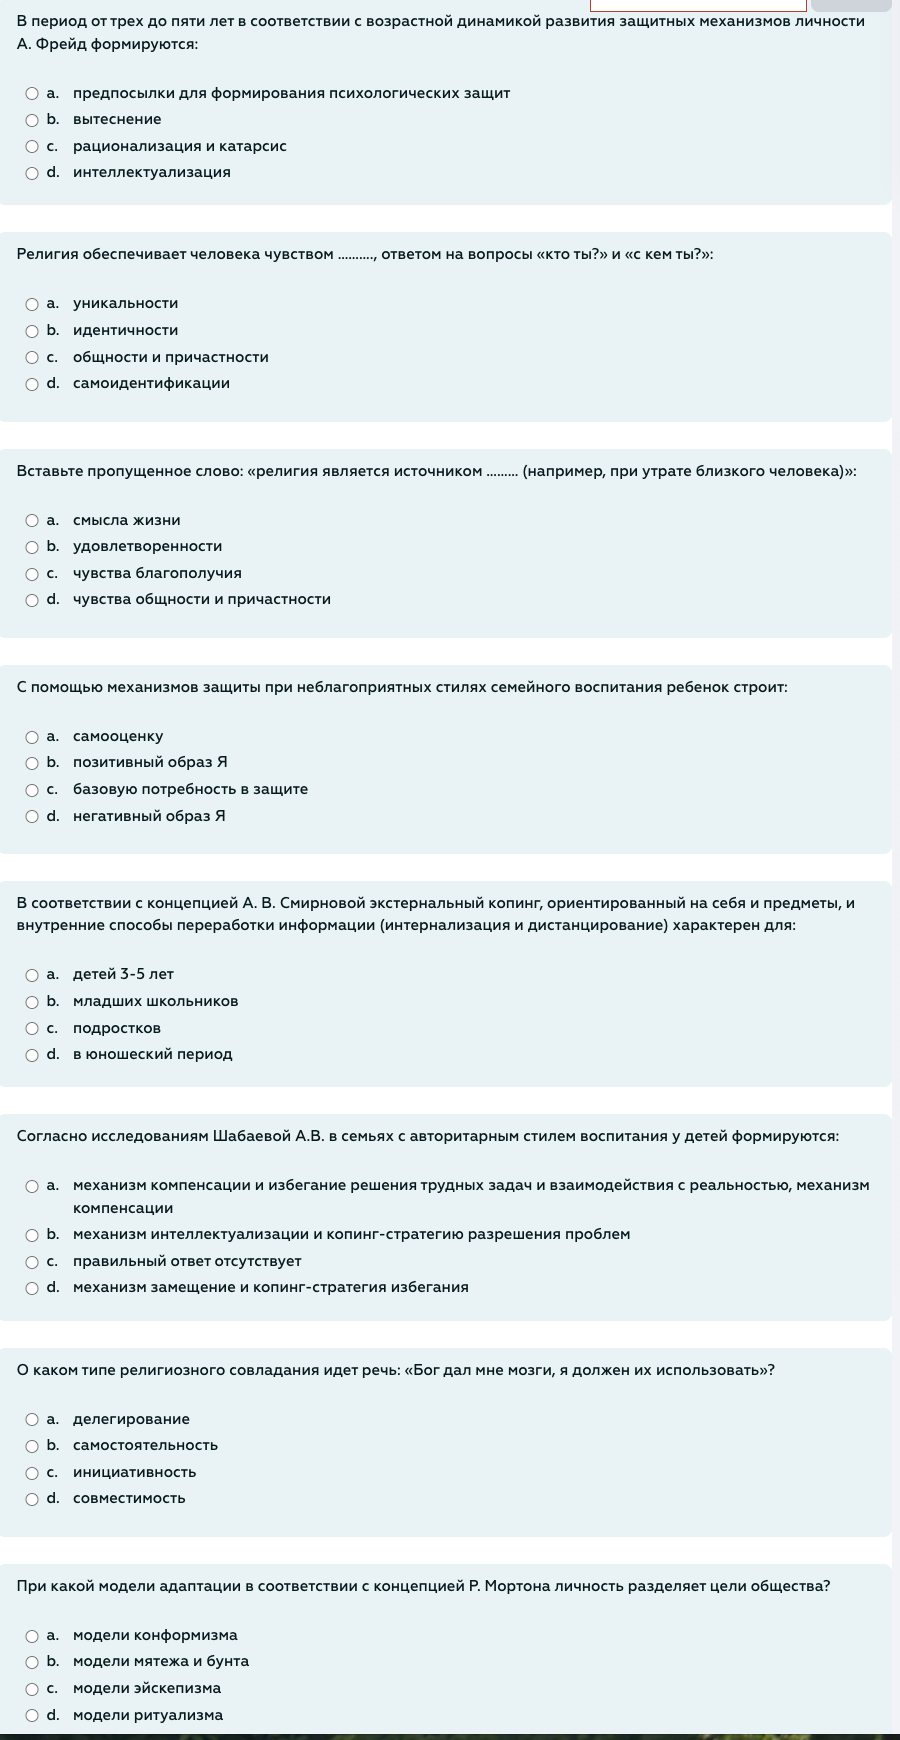 В период от трех до пяти лет в соответствии с возрастной динамикой развития защитных механизмов личности
А. Фрейд формируются:
a. предпосылки для формирования психологических защит
b. вытеснение
c. рационализация и катарсис
d. интеллектуализация
Религия обеспечивает человека чувством .........., ответом на вопросы «кто ты?» и «с кем ты?»:
a. уникальности
b. идентичности
c. общности и причастности
d. самоидентификации
Вставьте пропущенное слово: «религия является источником ......... (например, при утрате близкого человека)»:
a. смысла жизни
b. удовлетворенности
c. чувства благополучия
d. чувства общности и причастности
С помощью механизмов защиты при неблагоприятных стилях семейного воспитания ребенок строит:
a. самооценку
b. позитивный образ Я
c. базовую потребность в защите
d. негативный образ Я
В соответствии с концепцией А. В. Смирновой экстернальный копинг, ориентированный на себя и предметы, и
внутренние способы переработки информации (интернализация и дистанцирование) характерен для:
a. детей 3-5 лет
b. младших школьников
c. подростков
d. в юношеский период
Согласно исследованиям Шабаевой А.В. в семьях с авторитарным стилем воспитания у детей формируются:
a. механизм компенсации и избегание решения трудных задач и взаимодействия с реальностью, механизм
компенсации
b. механизм интеллектуализации и копинг-стратегию разрешения проблем
c. правильный ответ отсутствует
d. механизм замещение и копинг-стратегия избегания
О каком типе религиозного совладания идет речь: «Бог дал мне мозги, я должен их использовать»?
a. делегирование
b. самостоятельность
c. инициативность
d. совместимость
При какой модели адаптации в соответствии с концепцией Р. Мортона личность разделяет цели общества?
a. модели конформизма
b. модели мятежа и бунта
c. модели эйскепизма
d. модели ритуализма